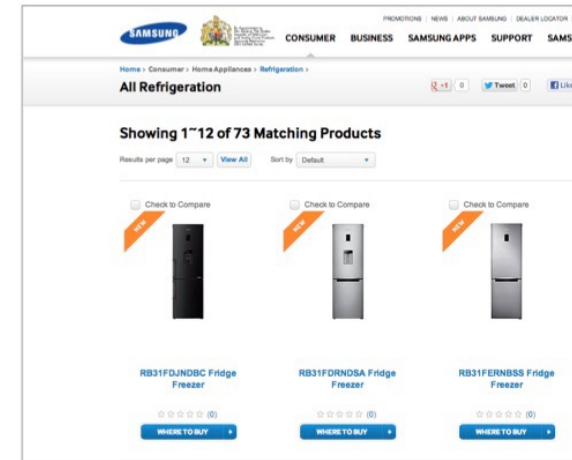 PROMOTIONS | NEWS | ABOUT SAMSUNG | DEALER LOCATOR |
SAMSUNG
CONSUMER BUSINESS SAMSUNG APPS SUPPORT SAMS
Home › Consumer › Home Appliances › Refrigeration ›
All Refrigeration
+1 0 Tweet 0 Like
Showing 1~12 of 73 Matching Products
Results per page 12 View All Sort by Default
Check to Compare Check to Compare Check to Compare
NEW NEW NEW
RB31FDJNDBC Fridge Freezer
RB31FDRNDSA Fridge Freezer
RB31FERNBSS Fridge Freezer
(0) (0) (0)
WHERE TO BUY WHERE TO BUY WHERE TO BUY